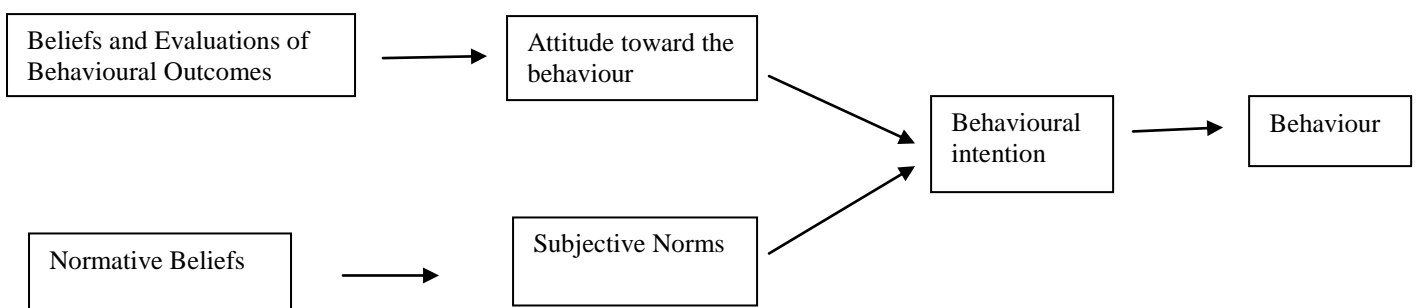 Beliefs and Evaluations of
Behavioural Outcomes
Attitude toward the
behaviour
Behavioural
intention
Behaviour
Normative Beliefs
Subjective Norms